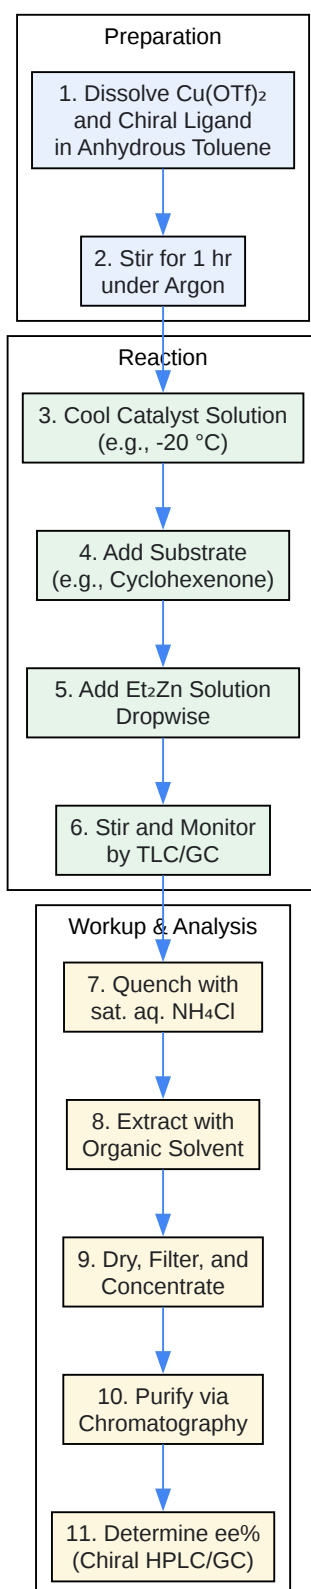 Preparation
1. Dissolve Cu(OTf)₂
and Chiral Ligand
in Anhydrous Toluene
2. Stir for 1 hr
under Argon
Reaction
3. Cool Catalyst Solution
(e.g., -20 °C)
4. Add Substrate
(e.g., Cyclohexenone)
5. Add Et₂Zn Solution
Dropwise
6. Stir and Monitor
by TLC/GC
Workup & Analysis
7. Quench with
sat. aq. NH₄Cl
8. Extract with
Organic Solvent
9. Dry, Filter, and
Concentrate
10. Purify via
Chromatography
11. Determine ee%
(Chiral HPLC/GC)